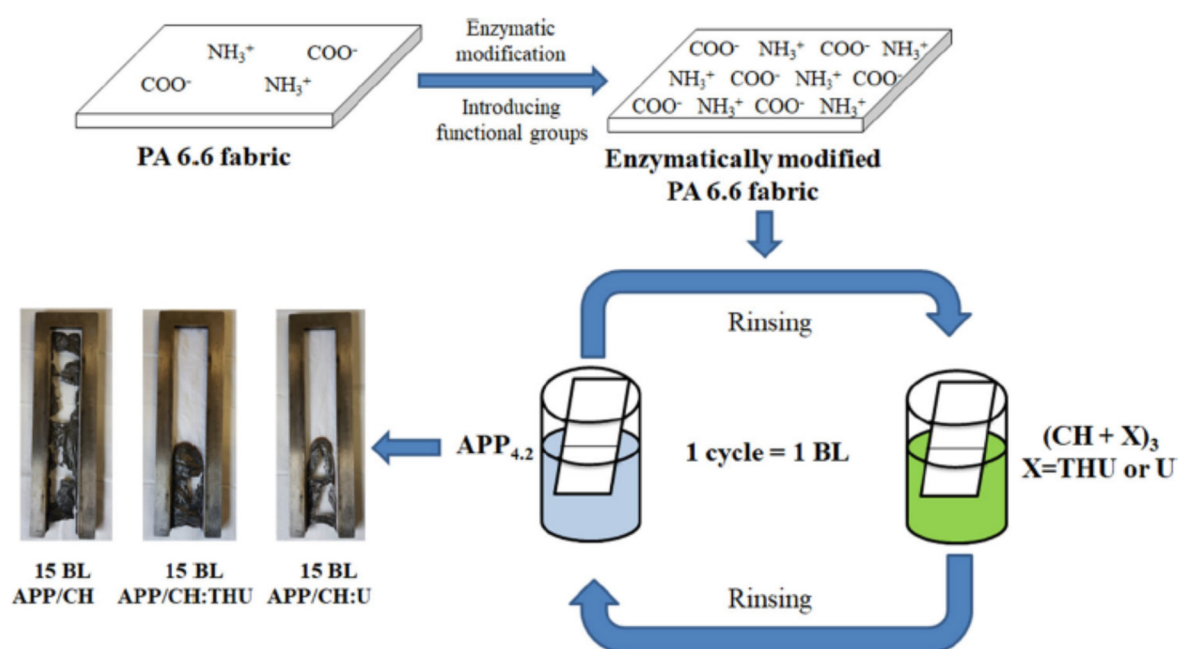 NH₃⁺
COO⁻
COO⁻
NH₃⁺
PA 6.6 fabric
Enzymatic
modification
Introducing
functional groups
COO⁻ NH₃⁺ COO⁻ NH₃⁺
NH₃⁺ COO⁻ NH₃⁺ COO⁻
COO⁻ NH₃⁺ COO⁻ NH₃⁺
Enzymatically modified
PA 6.6 fabric
Rinsing
APP₄.₂
1 cycle = 1 BL
(CH + X)₃
X=THU or U
Rinsing
15 BL
APP/CH
15 BL
APP/CH:THU
15 BL
APP/CH:U